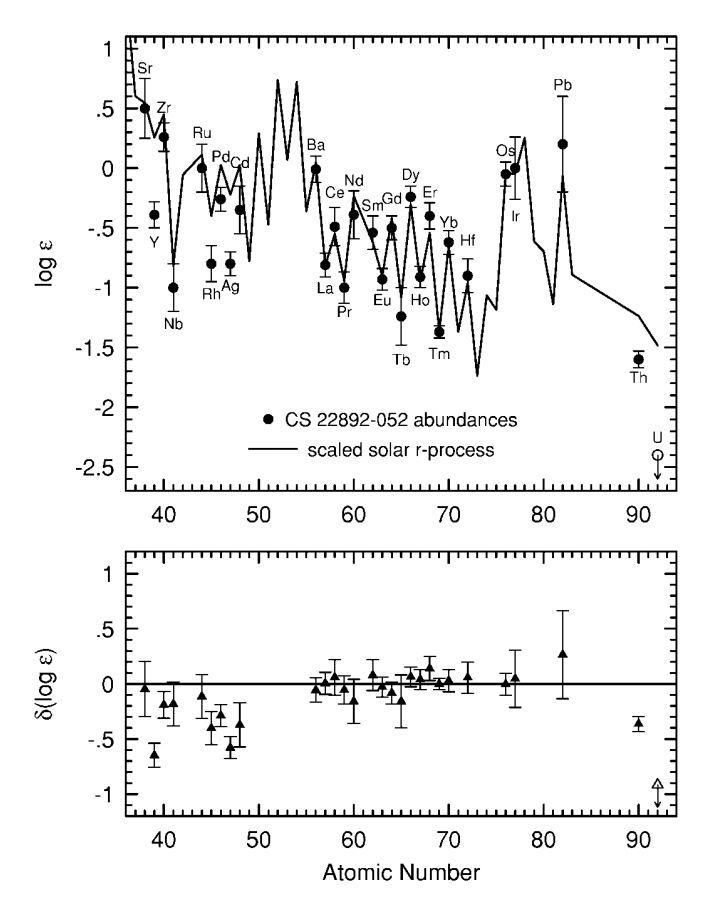 1
.5
0
-.5
-1
-1.5
-2
-2.5
log ε
Sr
Zr
Y
Nb
Ru
Pd
Cd
Rh
Ag
Ba
Ce
Nd
La
Pr
Sm
Gd
Eu
Tb
Dy
Er
Ho
Tm
Yb
Hf
Os
Ir
Pb
Th
U
CS 22892-052 abundances
scaled solar r-process
40 50 60 70 80 90
1
.5
0
-.5
-1
δ(log ε)
40 50 60 70 80 90
Atomic Number